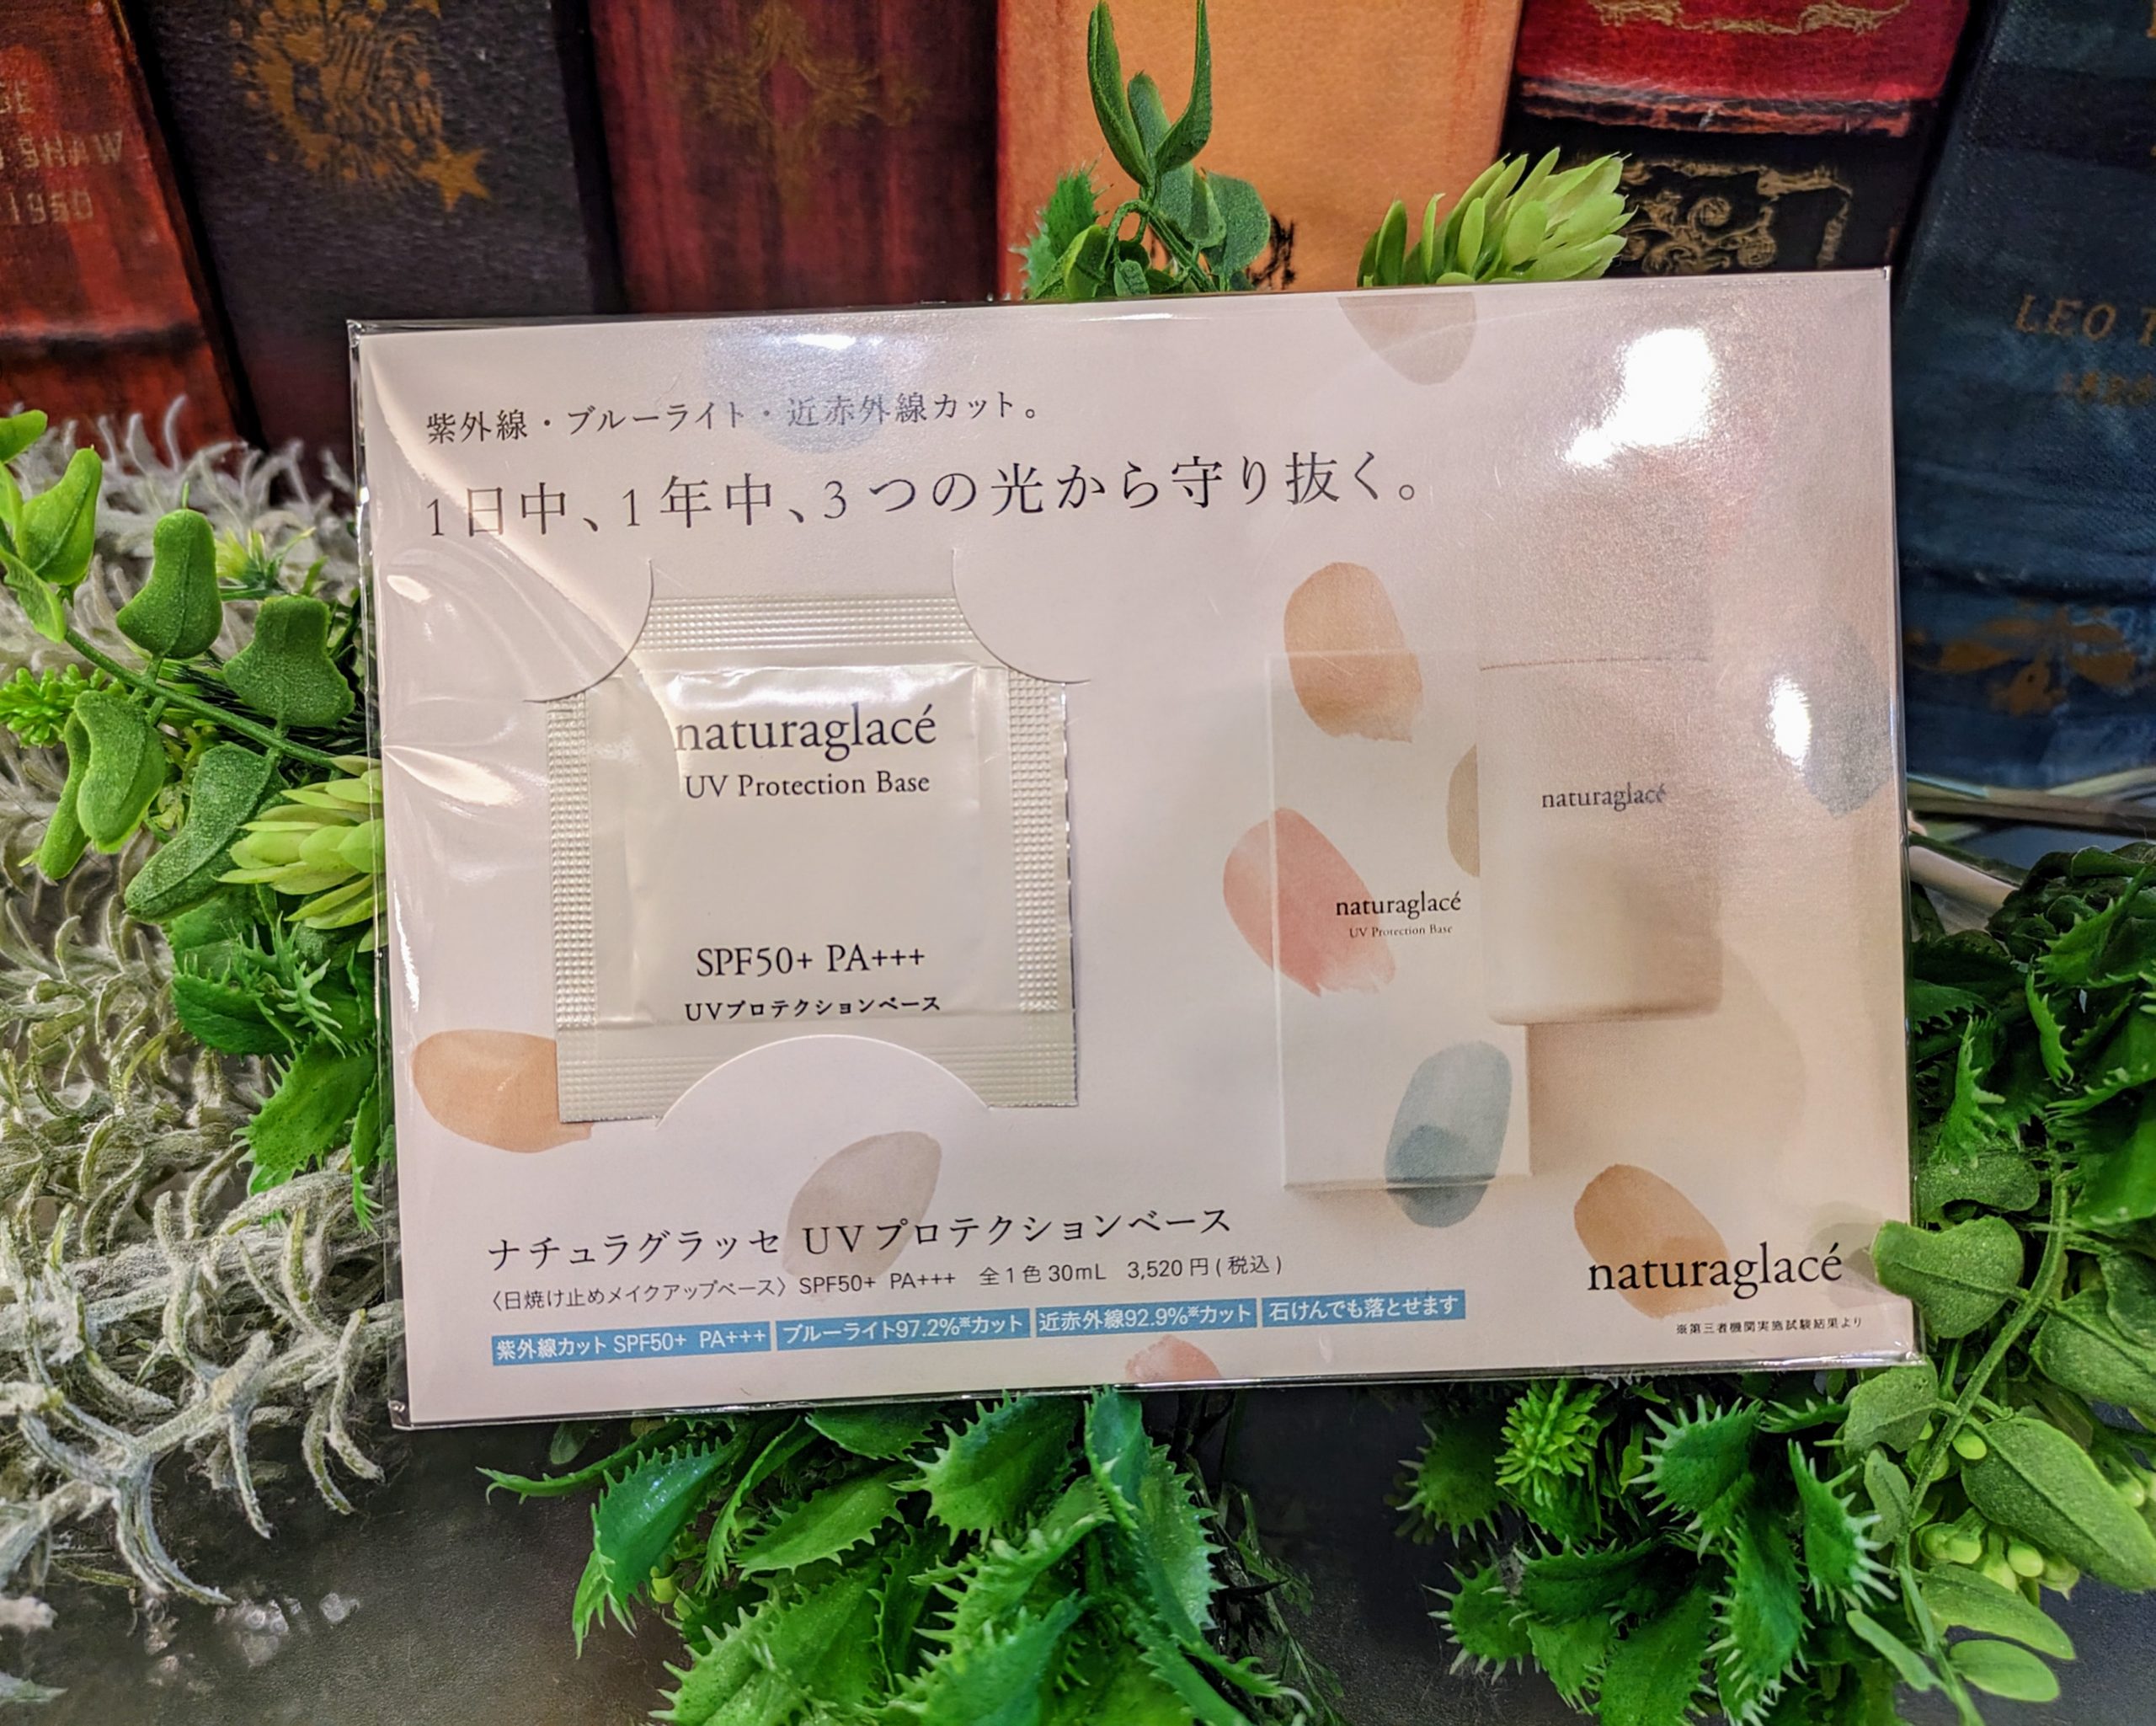 SHAW
1950
LEO
紫外線・ブルーライト・近赤外線カット。
1日中、1年中、3つの光から守り抜く。
naturaglacé
UV Protection Base
SPF50+ PA+++
UVプロテクションベース
naturaglacé
naturaglacé
UV Protection Base
ナチュラグラッセ UVプロテクションベース
〈日焼け止めメイクアップベース〉 SPF50+ PA+++ 全1色 30mL 3,520円(税込)
紫外線カット SPF50+ PA+++ ブルーライト97.2%※カット 近赤外線92.9%※カット 石けんでも落とせます
naturaglacé
※第三者機関実施試験結果より